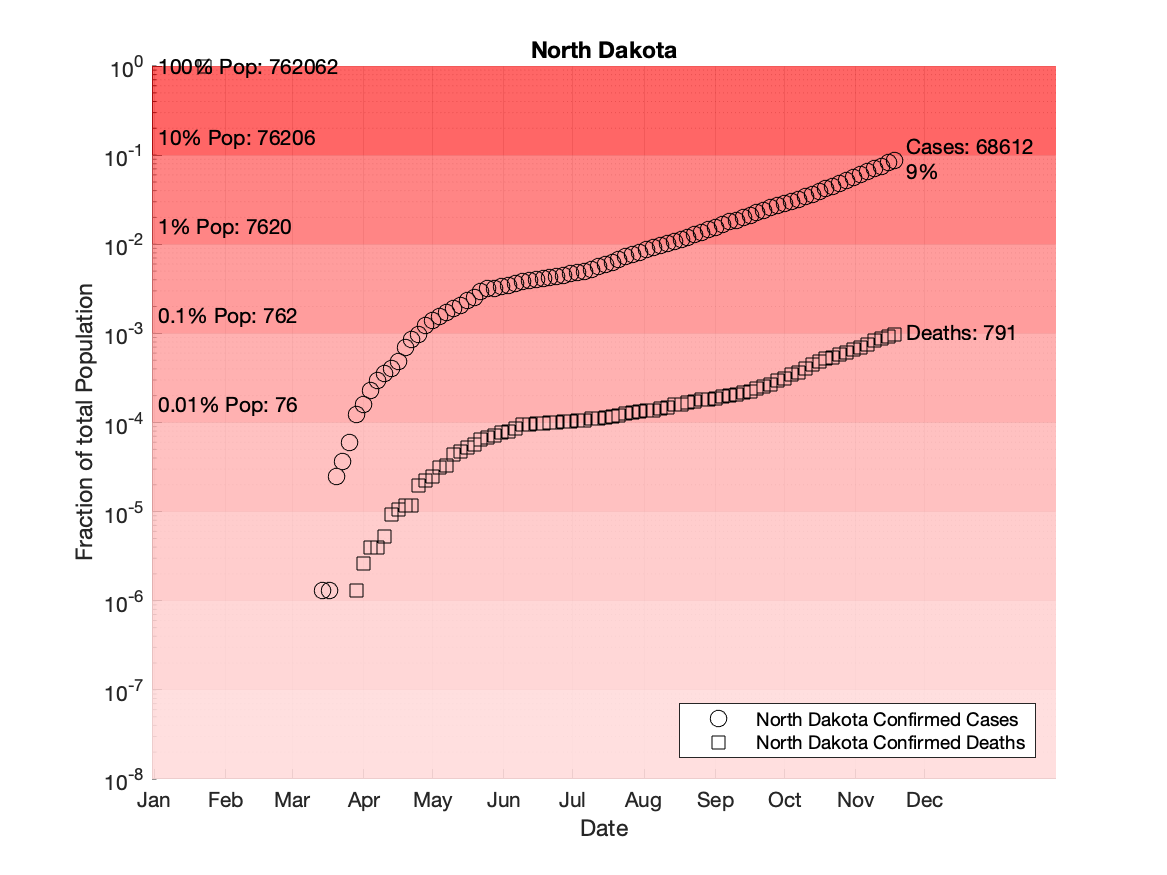 North Dakota
10^0
100% Pop: 762062
10% Pop: 76206
10^-1
Cases: 68612
9%
1% Pop: 7620
10^-2
0.1% Pop: 762
10^-3
Deaths: 791
0.01% Pop: 76
10^-4
10^-5
10^-6
10^-7
10^-8
Fraction of total Population
North Dakota Confirmed Cases
North Dakota Confirmed Deaths
Jan Feb Mar Apr May Jun Jul Aug Sep Oct Nov Dec
Date